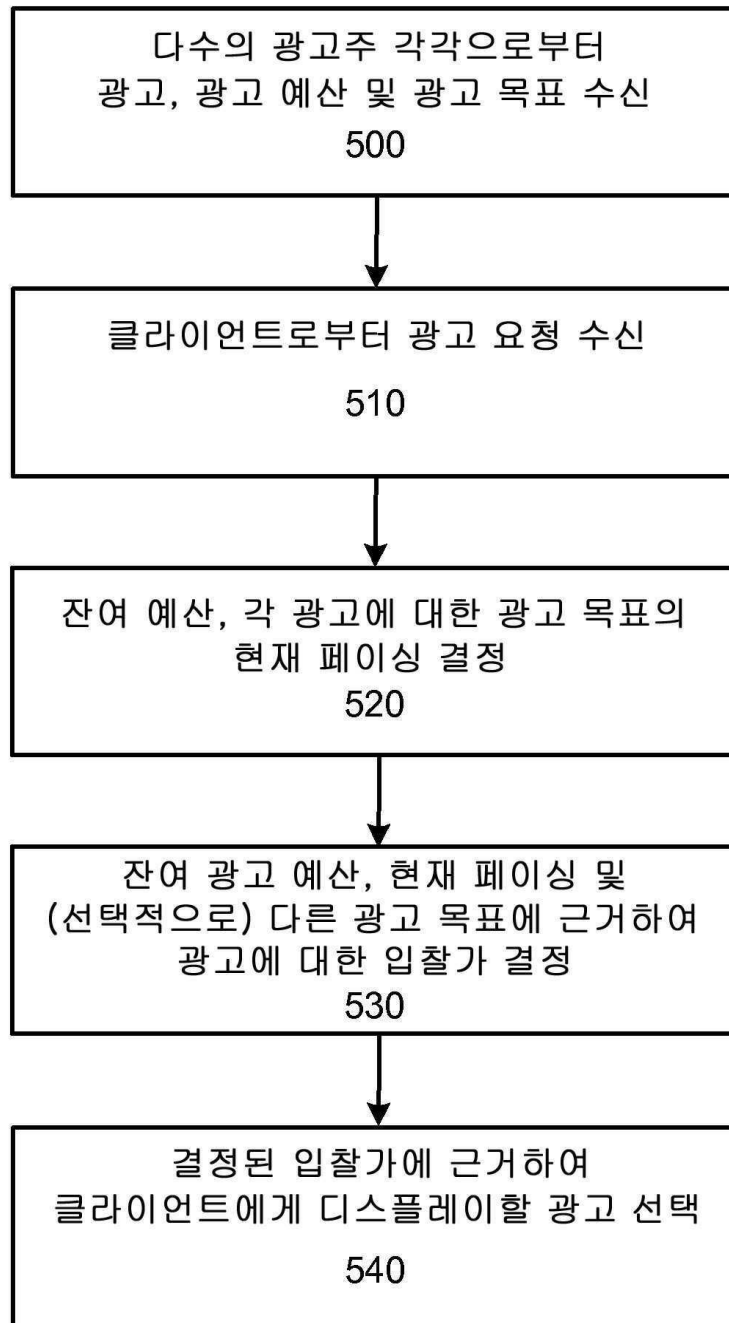 다수의 광고주 각각으로부터
광고, 광고 예산 및 광고 목표 수신
500
클라이언트로부터 광고 요청 수신
510
잔여 예산, 각 광고에 대한 광고 목표의
현재 페이싱 결정
520
잔여 광고 예산, 현재 페이싱 및
(선택적으로) 다른 광고 목표에 근거하여
광고에 대한 입찰가 결정
530
결정된 입찰가에 근거하여
클라이언트에게 디스플레이할 광고 선택
540